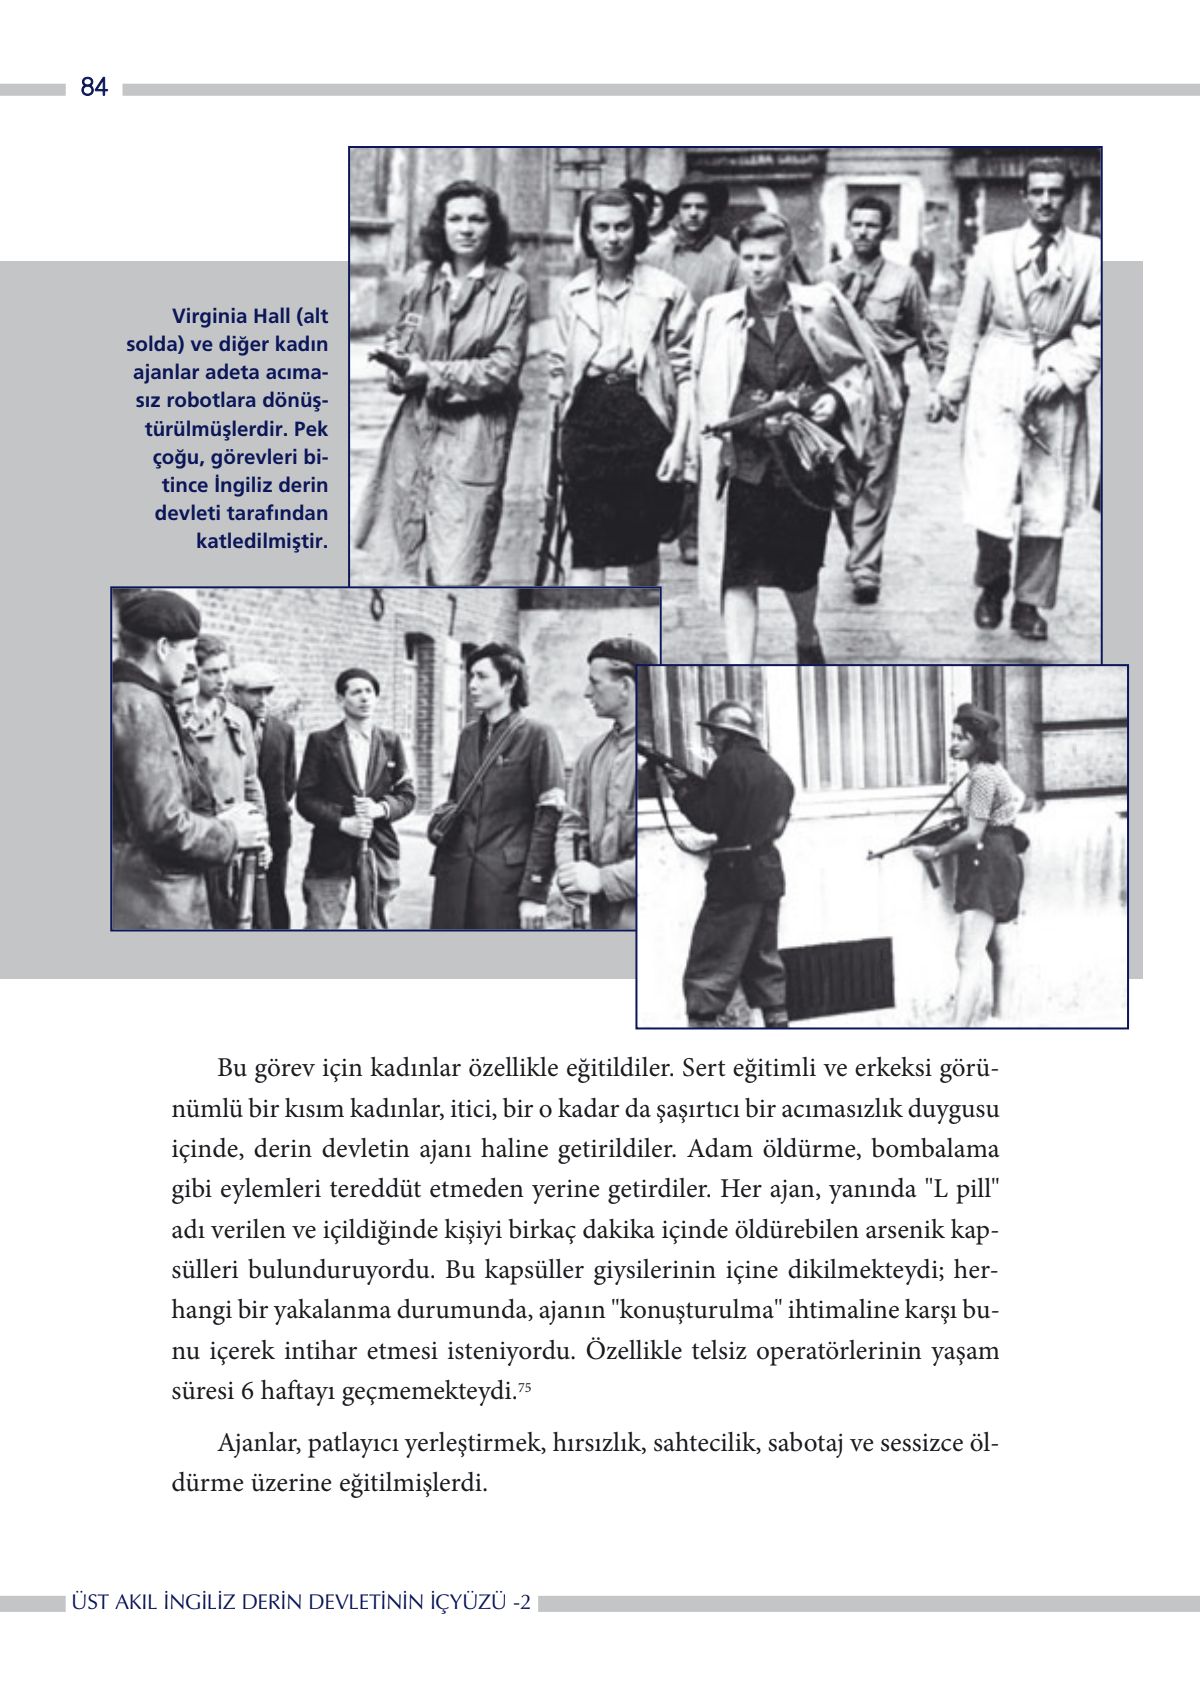 84
Virginia Hall (alt
solda) ve diğer kadın
ajanlar adeta acıma-
sız robotlara dönüş-
türülmüşlerdir. Pek
çoğu, görevleri bi-
tince İngiliz derin
devleti tarafından
katledilmiştir.
Bu görev için kadınlar özellikle eğitildiler. Sert eğitimli ve erkeksi görü-
nümlü bir kısım kadınlar, itici, bir o kadar da şaşırtıcı bir acımasızlık duygusu
içinde, derin devletin ajanı haline getirildiler. Adam öldürme, bombalama
gibi eylemleri tereddüt etmeden yerine getirdiler. Her ajan, yanında "L pill"
adı verilen ve içildiğinde kişiyi birkaç dakika içinde öldürebilen arsenik kap-
sülleri bulunduruyordu. Bu kapsüller giysilerinin içine dikilmekteydi; her-
hangi bir yakalanma durumunda, ajanın "konuşturulma" ihtimaline karşı bu-
nu içerek intihar etmesi isteniyordu. Özellikle telsiz operatörlerinin yaşam
süresi 6 haftayı geçmemekteydi.75
Ajanlar, patlayıcı yerleştirmek, hırsızlık, sahtecilik, sabotaj ve sessizce öl-
dürme üzerine eğitilmişlerdi.
ÜST AKIL İNGİLİZ DERİN DEVLETİNİN İÇYÜZÜ -2